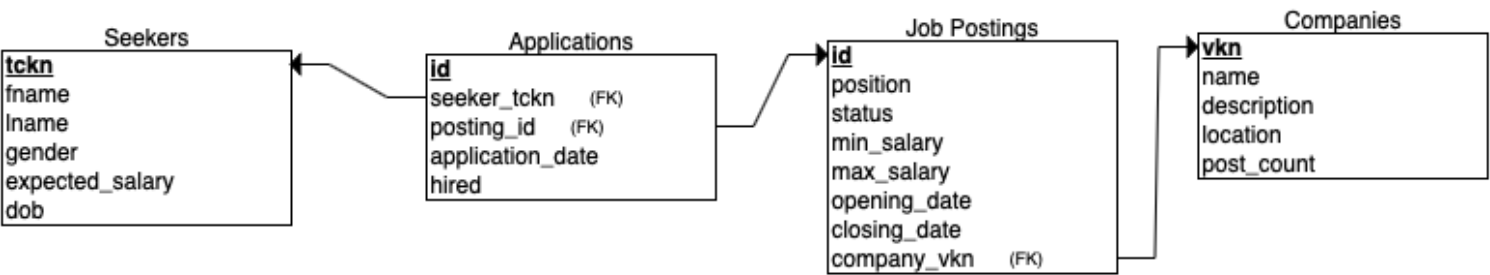 Seekers
tckn
fname
lname
gender
expected_salary
dob
Applications
id
seeker_tckn (FK)
posting_id (FK)
application_date
hired
Job Postings
id
position
status
min_salary
max_salary
opening_date
closing_date
company_vkn (FK)
Companies
vkn
name
description
location
post_count